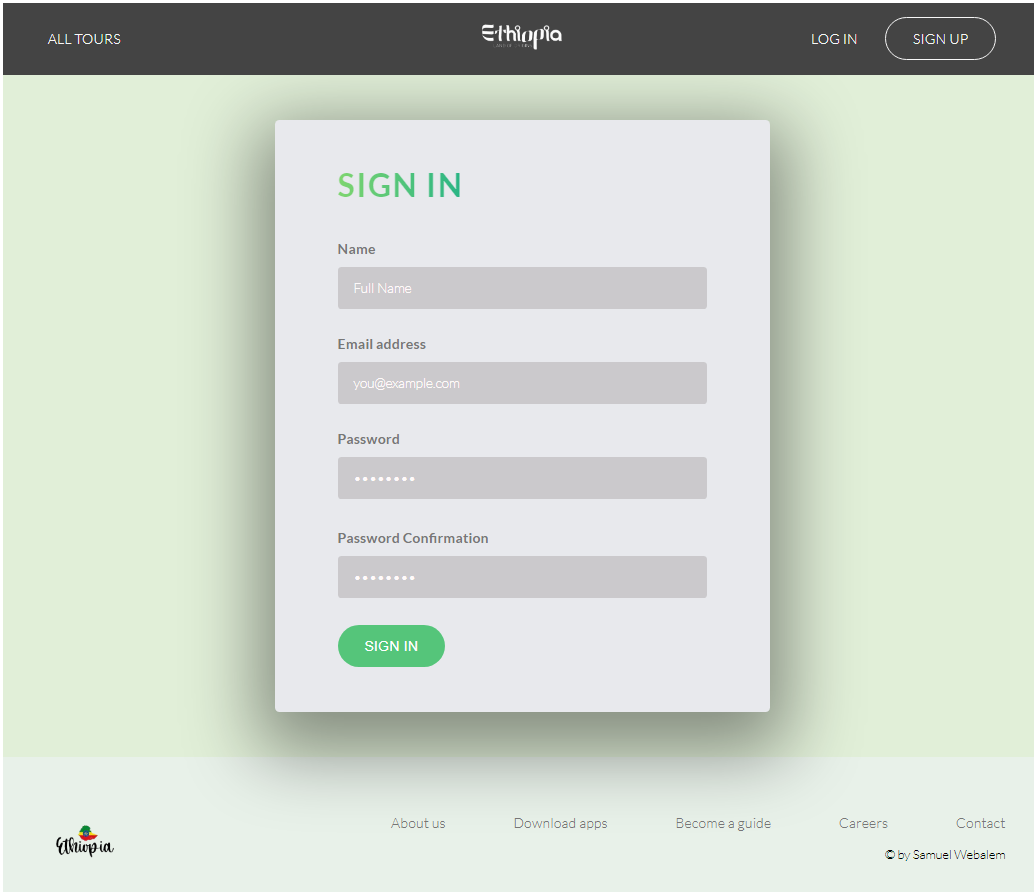 ALL TOURS
Ethiopia
LOG IN
SIGN UP
SIGN IN
Name
Full Name
Email address
you@example.com
Password
••••••••
Password Confirmation
••••••••
SIGN IN
Ethiopia
About us
Download apps
Become a guide
Careers
Contact
© by Samuel Webalem